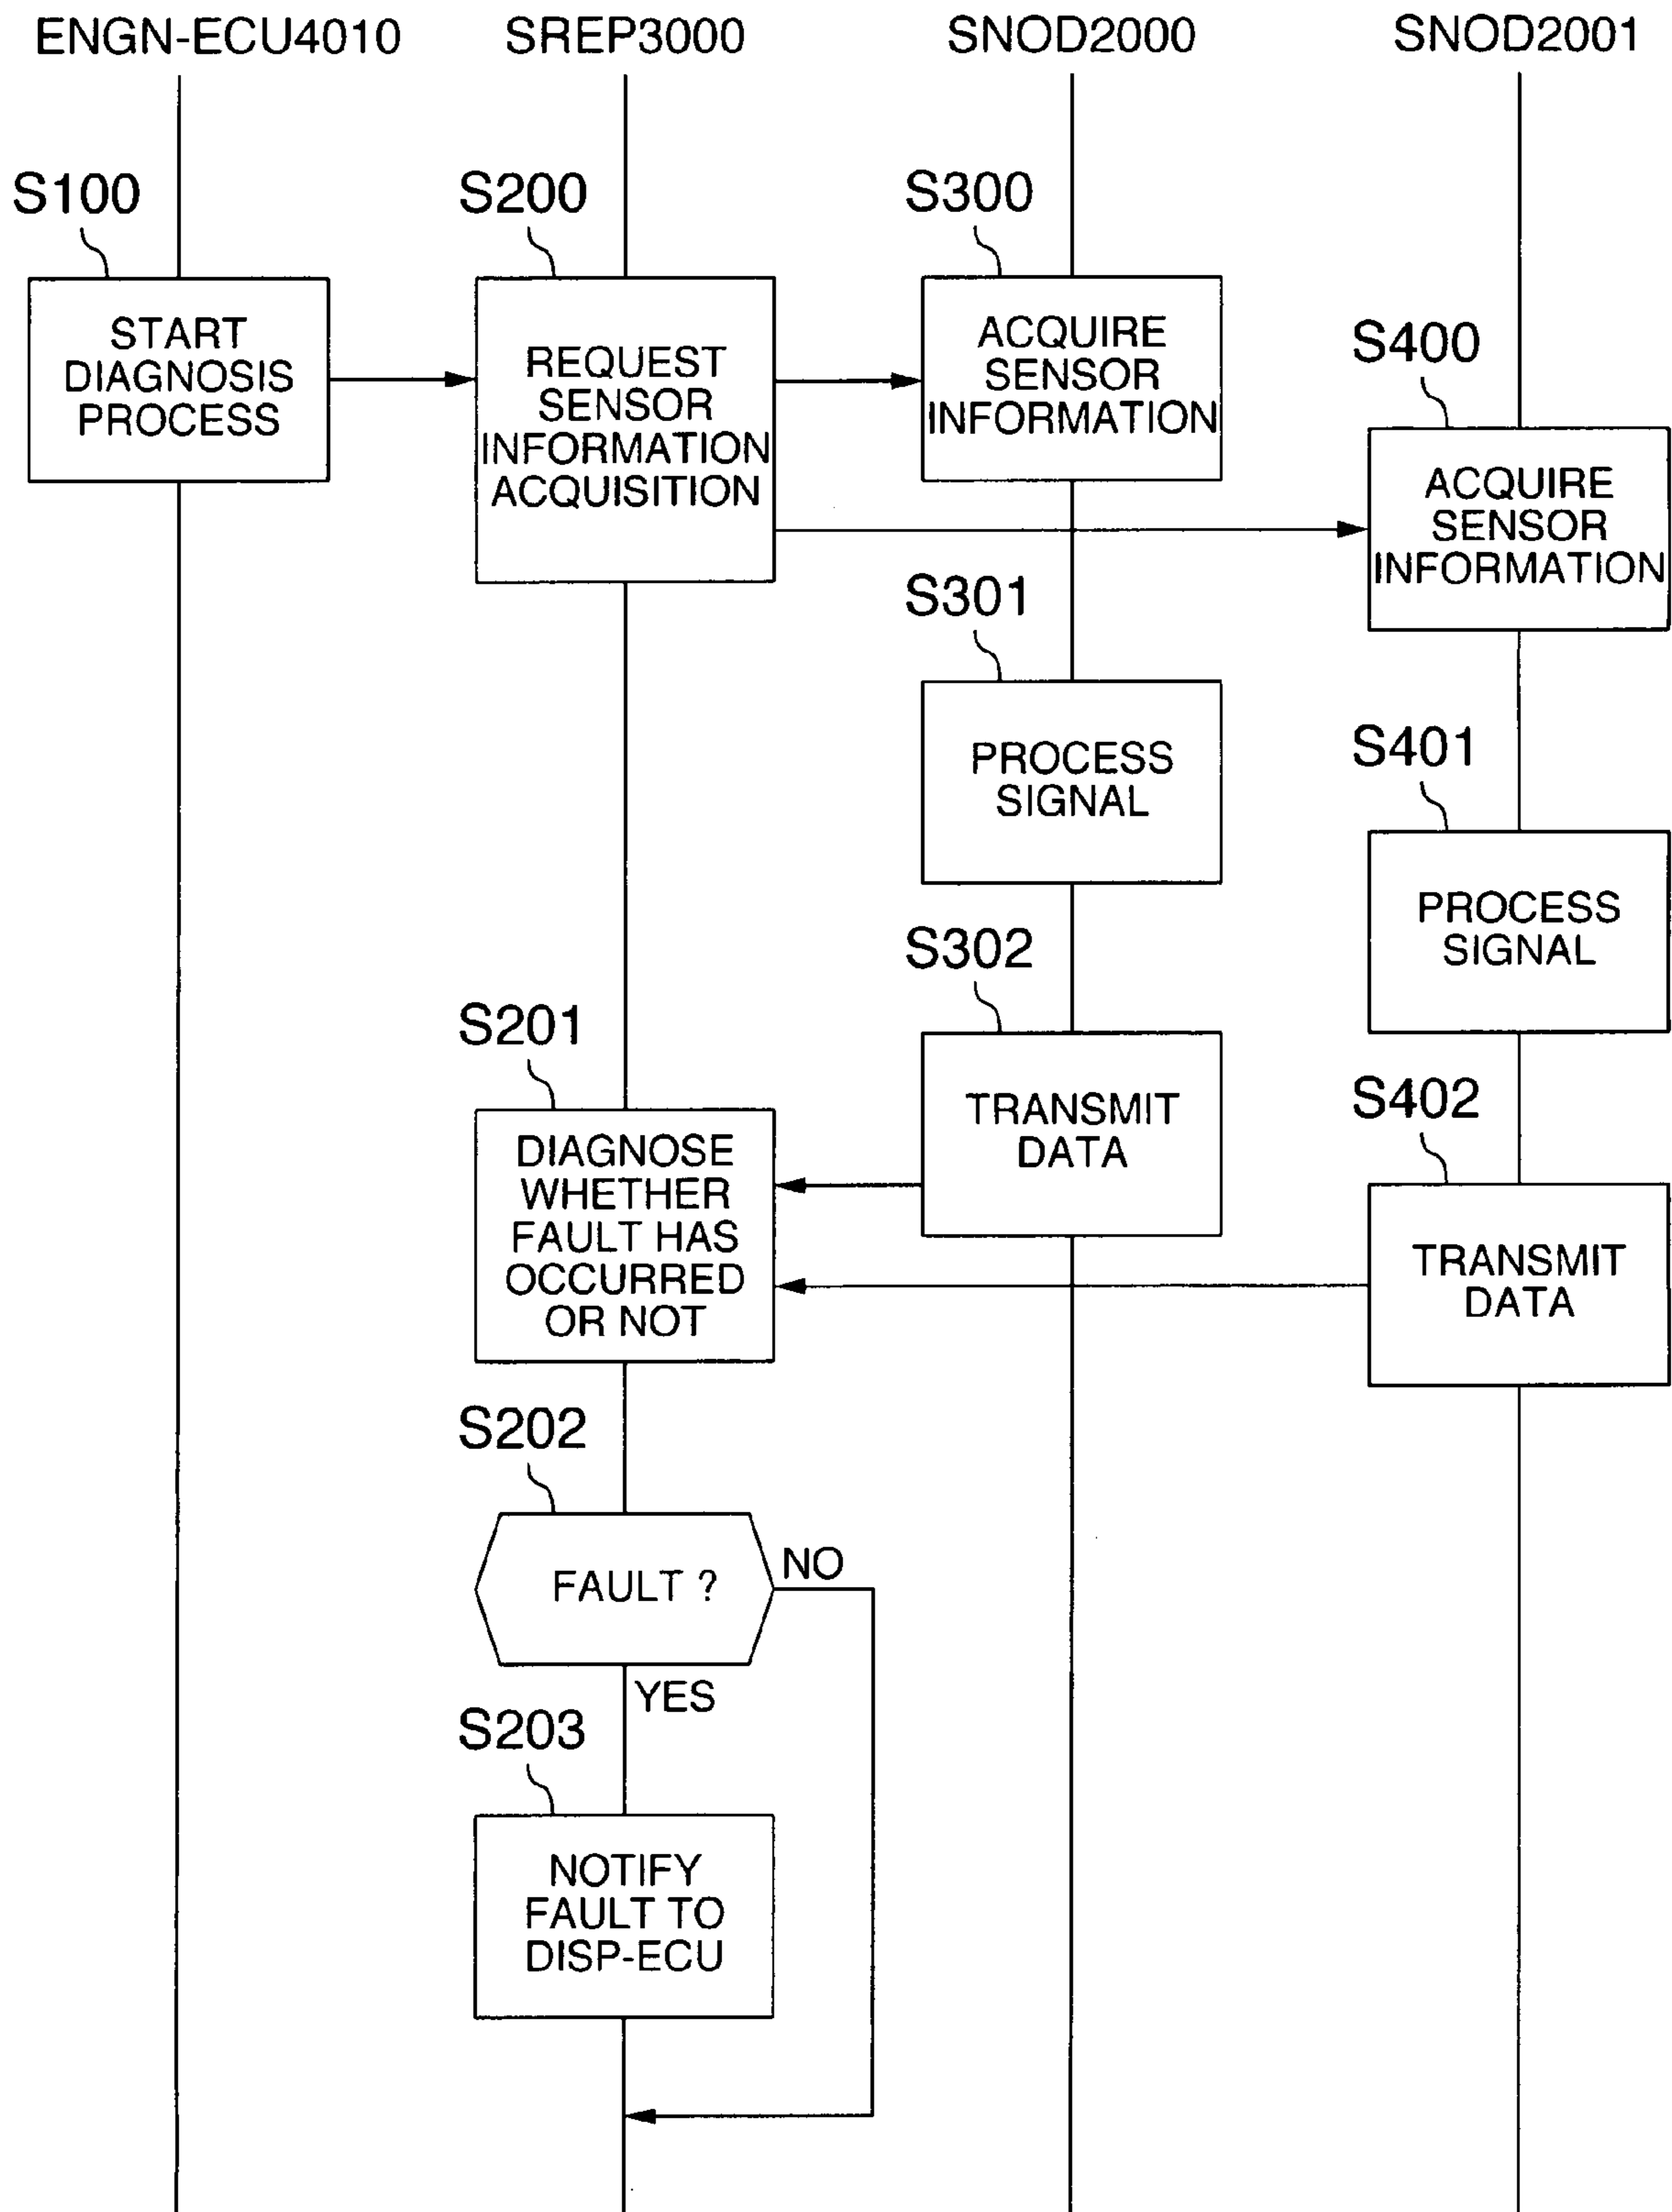 ENGN-ECU4010
SREP3000
SNOD2000
SNOD2001
S100
START
DIAGNOSIS
PROCESS
S200
REQUEST
SENSOR
INFORMATION
ACQUISITION
S300
ACQUIRE
SENSOR
INFORMATION
S400
ACQUIRE
SENSOR
INFORMATION
S301
PROCESS
SIGNAL
S401
PROCESS
SIGNAL
S302
TRANSMIT
DATA
S402
TRANSMIT
DATA
S201
DIAGNOSE
WHETHER
FAULT HAS
OCCURRED
OR NOT
S202
FAULT ?
NO
YES
S203
NOTIFY
FAULT TO
DISP-ECU